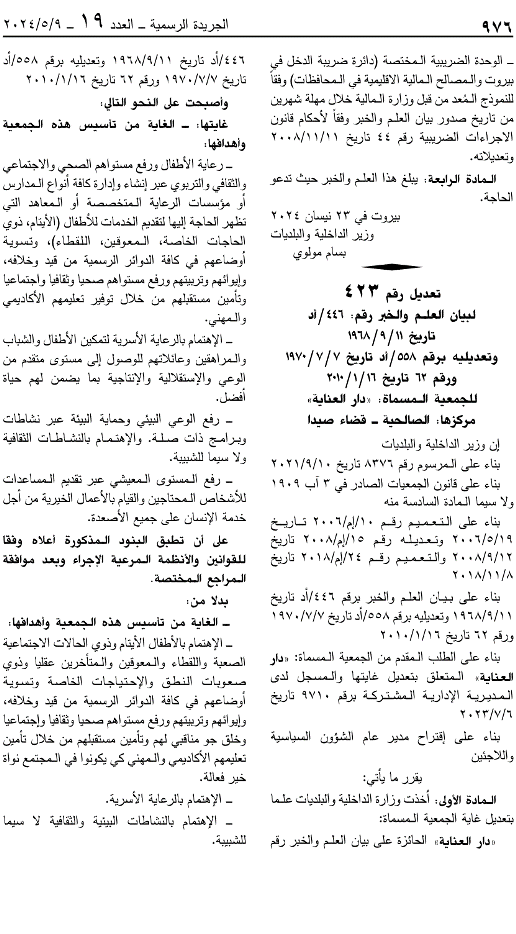 ٩٧٦
الجريدة الرسمية ــ العدد ١٩ ــ ٢٠٢٤/٥/٩
ــ الوحدة الضريبية المختصة (دائرة ضريبة الدخل في
بيروت والمصالح المالية الاقليمية في المحافظات) وفقاً
للنموذج المُعد من قبل وزارة المالية خلال مهلة شهرين
من تاريخ صدور بيان العلم والخبر وفقاً لأحكام قانون
الاجراءات الضريبية رقم ٤٤ تاريخ ٢٠٠٨/١١/١١
وتعديلاته.
المادة الرابعة: يبلغ هذا العلم والخبر حيث تدعو
الحاجة.
بيروت في ٢٣ نيسان ٢٠٢٤
وزير الداخلية والبلديات
بسام مولوي
تعديل رقم ٤٢٣
لبيان العلم والخبر رقم: ٤٤٦/أد
تاريخ ١٩٦٨/٩/١١
وتعديليه برقم ٥٥٨/أد تاريخ ١٩٧٠/٧/٧
ورقم ٦٢ تاريخ ٢٠١٠/١/١٦
للجمعية المسماة: «دار العناية»
مركزها: الصالحية ــ قضاء صيدا
إن وزير الداخلية والبلديات
بناء على المرسوم رقم ٨٣٧٦ تاريخ ٢٠٢١/٩/١٠
بناء على قانون الجمعيات الصادر في ٣ آب ١٩٠٩
ولا سيما المادة السادسة منه
بناء على التعميم رقم ١٠/إم/٢٠٠٦ تاريخ
٢٠٠٦/٥/١٩ وتعديله رقم ١٥/إم/٢٠٠٨ تاريخ
٢٠٠٨/٩/١٢ والتعميم رقم ٢٤/إم/٢٠١٨ تاريخ
٢٠١٨/١١/٨
بناء على بيان العلم والخبر برقم ٤٤٦/أد تاريخ
١٩٦٨/٩/١١ وتعديليه برقم ٥٥٨/أد تاريخ ١٩٧٠/٧/٧
ورقم ٦٢ تاريخ ٢٠١٠/١/١٦
بناء على الطلب المقدم من الجمعية المسماة: «دار
العناية» المتعلق بتعديل غايتها والمسجل لدى
المديرية الإدارية المشتركة برقم ٩٧١٠ تاريخ
٢٠٢٣/٧/٦
بناء على إقتراح مدير عام الشؤون السياسية
واللاجئين
يقرر ما يأتي:
المادة الأولى: أخذت وزارة الداخلية والبلديات علما
بتعديل غاية الجمعية المسماة:
«دار العناية» الحائزة على بيان العلم والخبر رقم
٤٤٦/أد تاريخ ١٩٦٨/٩/١١ وتعديليه برقم ٥٥٨/أد
تاريخ ١٩٧٠/٧/٧ ورقم ٦٢ تاريخ ٢٠١٠/١/١٦
وأصبحت على النحو التالي:
غايتها: ــ الغاية من تأسيس هذه الجمعية
وأهدافها:
ــ رعاية الأطفال ورفع مستواهم الصحي والاجتماعي
والثقافي والتربوي عبر إنشاء وإدارة كافة أنواع المدارس
أو مؤسسات الرعاية المتخصصة أو المعاهد التي
تظهر الحاجة إليها لتقديم الخدمات للأطفال (الأيتام، ذوي
الحاجات الخاصة، المعوقين، اللقطاء)، وتسوية
أوضاعهم في كافة الدوائر الرسمية من قيد وخلافه،
وإيوائهم وتربيتهم ورفع مستواهم صحيا وثقافيا واجتماعيا
وتأمين مستقبلهم من خلال توفير تعليمهم الأكاديمي
والمهني.
ــ الإهتمام بالرعاية الأسرية لتمكين الأطفال والشباب
والمراهقين وعائلاتهم للوصول إلى مستوى متقدم من
الوعي والإستقلالية والإنتاجية بما يضمن لهم حياة
أفضل.
ــ رفع الوعي البيئي وحماية البيئة عبر نشاطات
وبرامج ذات صلة. والإهتمام بالنشاطات الثقافية
ولا سيما للشبيبة.
ــ رفع المستوى المعيشي عبر تقديم المساعدات
للأشخاص المحتاجين والقيام بالأعمال الخيرية من أجل
خدمة الإنسان على جميع الأصعدة.
على أن تطبق البنود المذكورة أعلاه وفقا
للقوانين والأنظمة المرعية الإجراء وبعد موافقة
المراجع المختصة.
بدلا من:
ــ الغاية من تأسيس هذه الجمعية وأهدافها:
ــ الإهتمام بالأطفال الأيتام وذوي الحالات الاجتماعية
الصعبة واللقطاء والمعوقين والمتأخرين عقليا وذوي
صعوبات النطق والإحتياجات الخاصة وتسوية
أوضاعهم في كافة الدوائر الرسمية من قيد وخلافه،
وإيوائهم وتربيتهم ورفع مستواهم صحيا وثقافيا وإجتماعيا
وخلق جو مناقبي لهم وتأمين مستقبلهم من خلال تأمين
تعليمهم الأكاديمي والمهني كي يكونوا في المجتمع نواة
خير فعالة.
ــ الإهتمام بالرعاية الأسرية.
ــ الإهتمام بالنشاطات البيئية والثقافية لا سيما
للشبيبة.